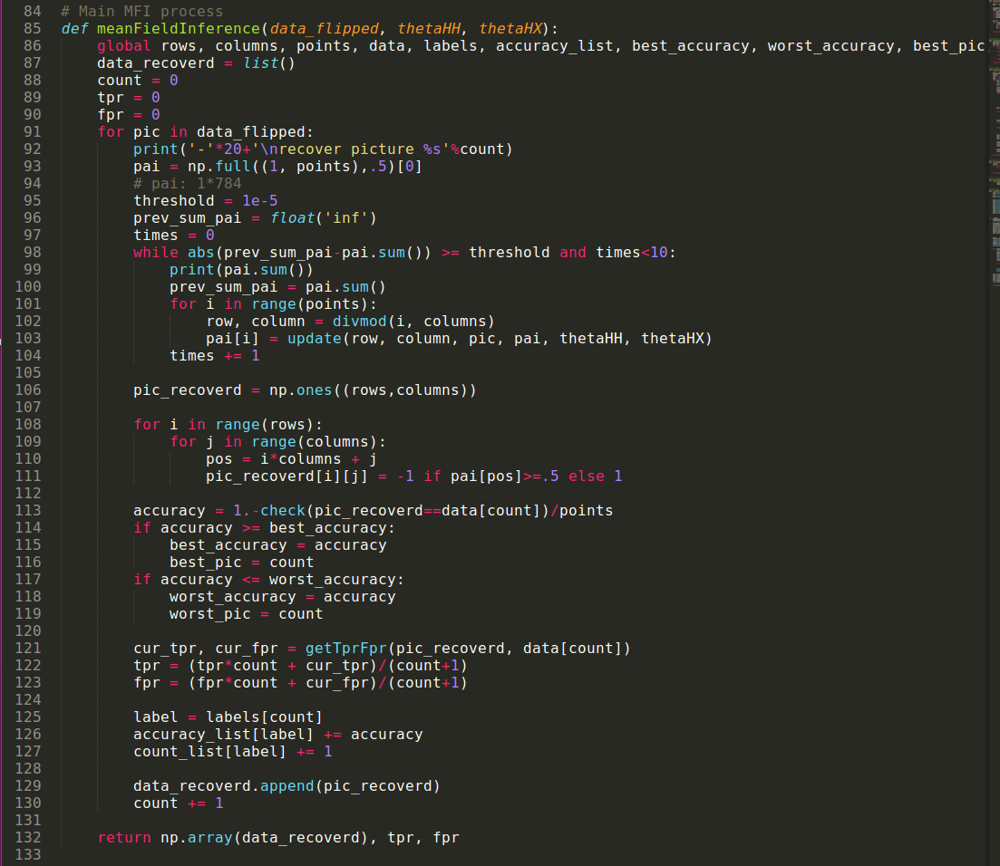 84 # Main MFI process
85 def meanFieldInference(data_flipped, thetaHH, thetaHX):
86     global rows, columns, points, data, labels, accuracy_list, best_accuracy, worst_accuracy, best_pic
87     data_recoverd = list()
88     count = 0
89     tpr = 0
90     fpr = 0
91     for pic in data_flipped:
92         print('-'*20+'\nrecover picture %s'%count)
93         pai = np.full((1, points),.5)[0]
94         # pai: 1*784
95         threshold = 1e-5
96         prev_sum_pai = float('inf')
97         times = 0
98         while abs(prev_sum_pai-pai.sum()) >= threshold and times<10:
99             print(pai.sum())
100             prev_sum_pai = pai.sum()
101             for i in range(points):
102                 row, column = divmod(i, columns)
103                 pai[i] = update(row, column, pic, pai, thetaHH, thetaHX)
104             times += 1
105
106         pic_recoverd = np.ones((rows,columns))
107
108         for i in range(rows):
109             for j in range(columns):
110                 pos = i*columns + j
111                 pic_recoverd[i][j] = -1 if pai[pos]>=.5 else 1
112
113         accuracy = 1.-check(pic_recoverd==data[count])/points
114         if accuracy >= best_accuracy:
115             best_accuracy = accuracy
116             best_pic = count
117         if accuracy <= worst_accuracy:
118             worst_accuracy = accuracy
119             worst_pic = count
120
121         cur_tpr, cur_fpr = getTprFpr(pic_recoverd, data[count])
122         tpr = (tpr*count + cur_tpr)/(count+1)
123         fpr = (fpr*count + cur_fpr)/(count+1)
124
125         label = labels[count]
126         accuracy_list[label] += accuracy
127         count_list[label] += 1
128
129         data_recoverd.append(pic_recoverd)
130         count += 1
131
132     return np.array(data_recoverd), tpr, fpr
133